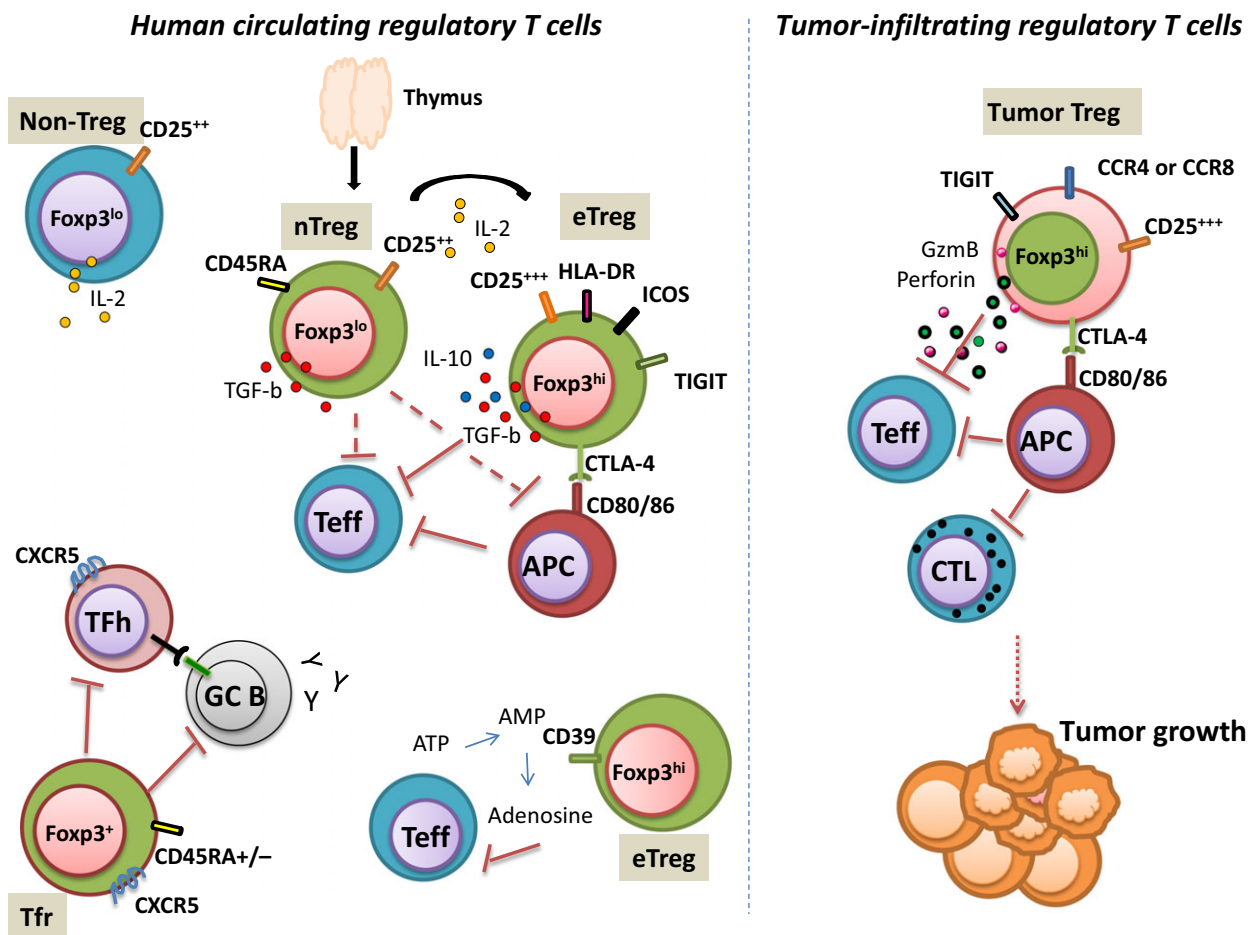 Human circulating regulatory T cells
Tumor-infiltrating regulatory T cells
Thymus
Non-Treg
CD25++
Foxp3lo
IL-2
nTreg
CD45RA
CD25++
IL-2
Foxp3lo
TGF-b
eTreg
CD25+++
HLA-DR
ICOS
TIGIT
IL-10
Foxp3hi
TGF-b
CTLA-4
CD80/86
Teff
APC
CXCR5
TFh
GC B
Y
Y
Y
Foxp3+
CD45RA+/–
CXCR5
Tfr
ATP
AMP
CD39
Adenosine
Foxp3hi
Teff
eTreg
Tumor Treg
TIGIT
CCR4 or CCR8
CD25+++
GzmB
Perforin
Foxp3hi
CTLA-4
CD80/86
Teff
APC
CTL
Tumor growth